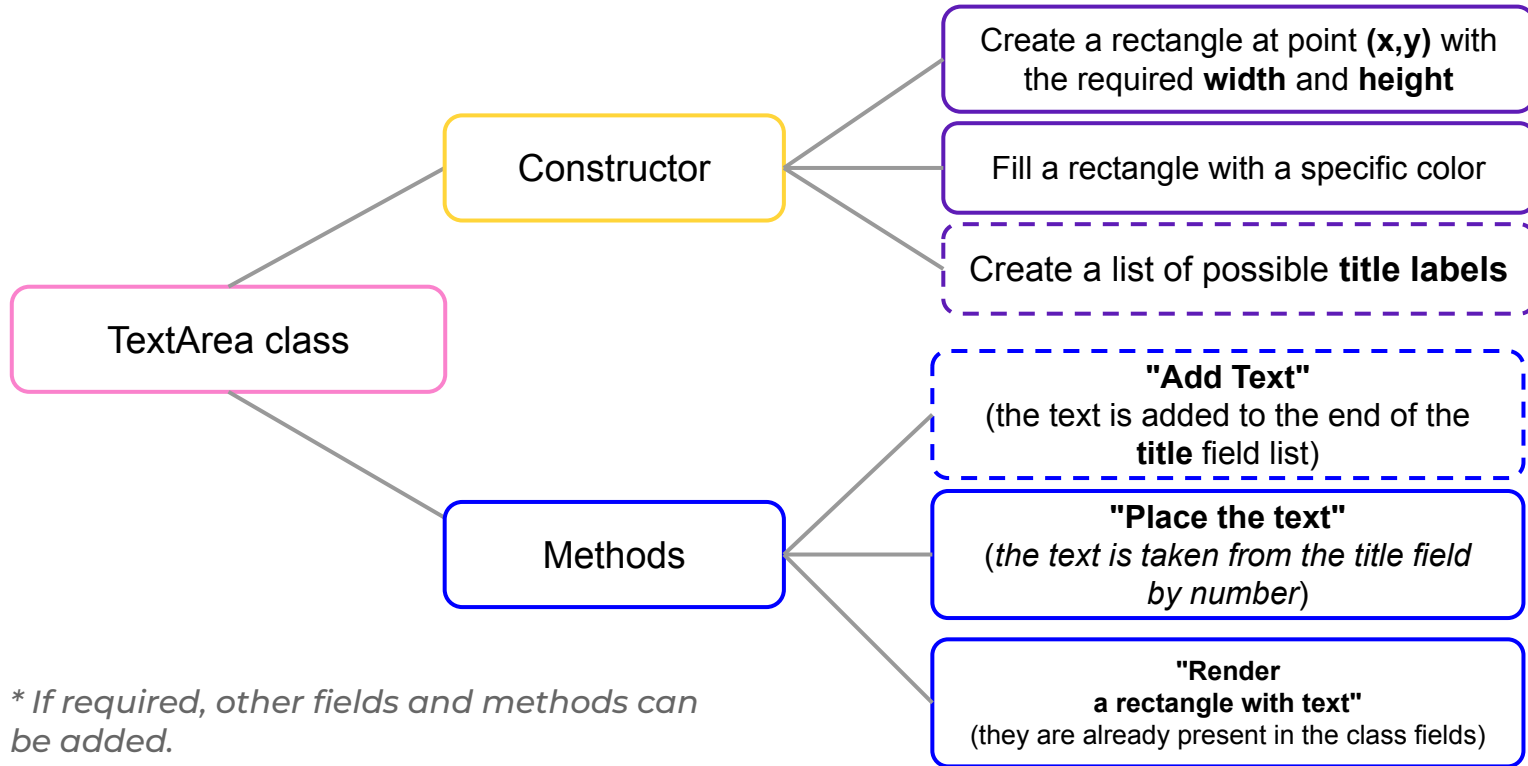 Create a rectangle at point (x,y) with
the required width and height
Constructor
Fill a rectangle with a specific color
Create a list of possible title labels
TextArea class
"Add Text"
(the text is added to the end of the
title field list)
Methods
"Place the text"
(the text is taken from the title field
by number)
"Render
a rectangle with text"
(they are already present in the class fields)
* If required, other fields and methods can
be added.